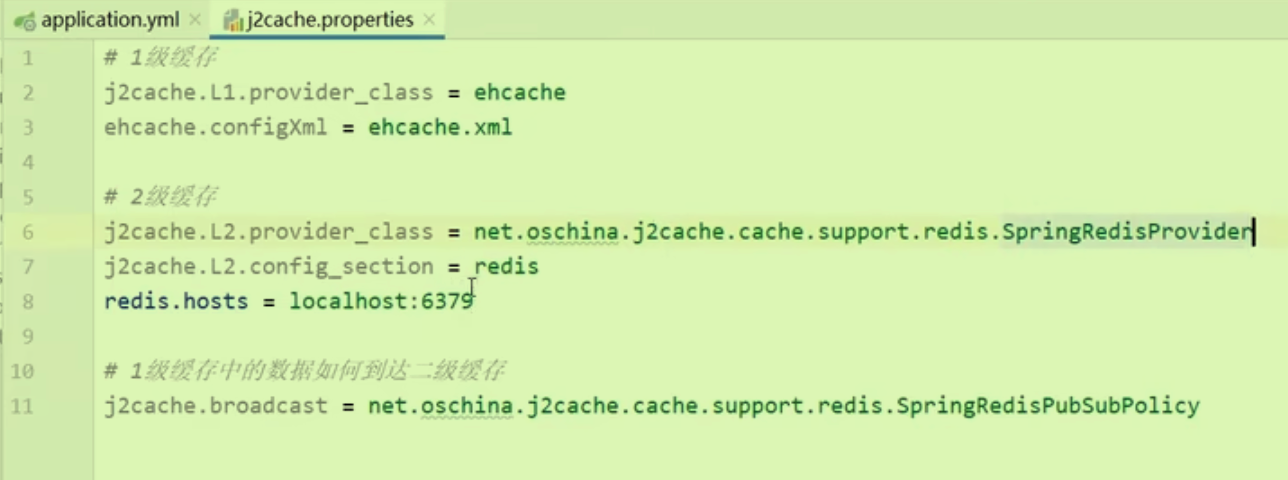 application.yml
j2cache.properties
1 # 1级缓存
2 j2cache.L1.provider_class = ehcache
3 ehcache.configXml = ehcache.xml
4
5 # 2级缓存
6 j2cache.L2.provider_class = net.oschina.j2cache.cache.support.redis.SpringRedisProvider
7 j2cache.L2.config_section = redis
8 redis.hosts = localhost:6379
9
10 # 1级缓存中的数据如何到达二级缓存
11 j2cache.broadcast = net.oschina.j2cache.cache.support.redis.SpringRedisPubSubPolicy